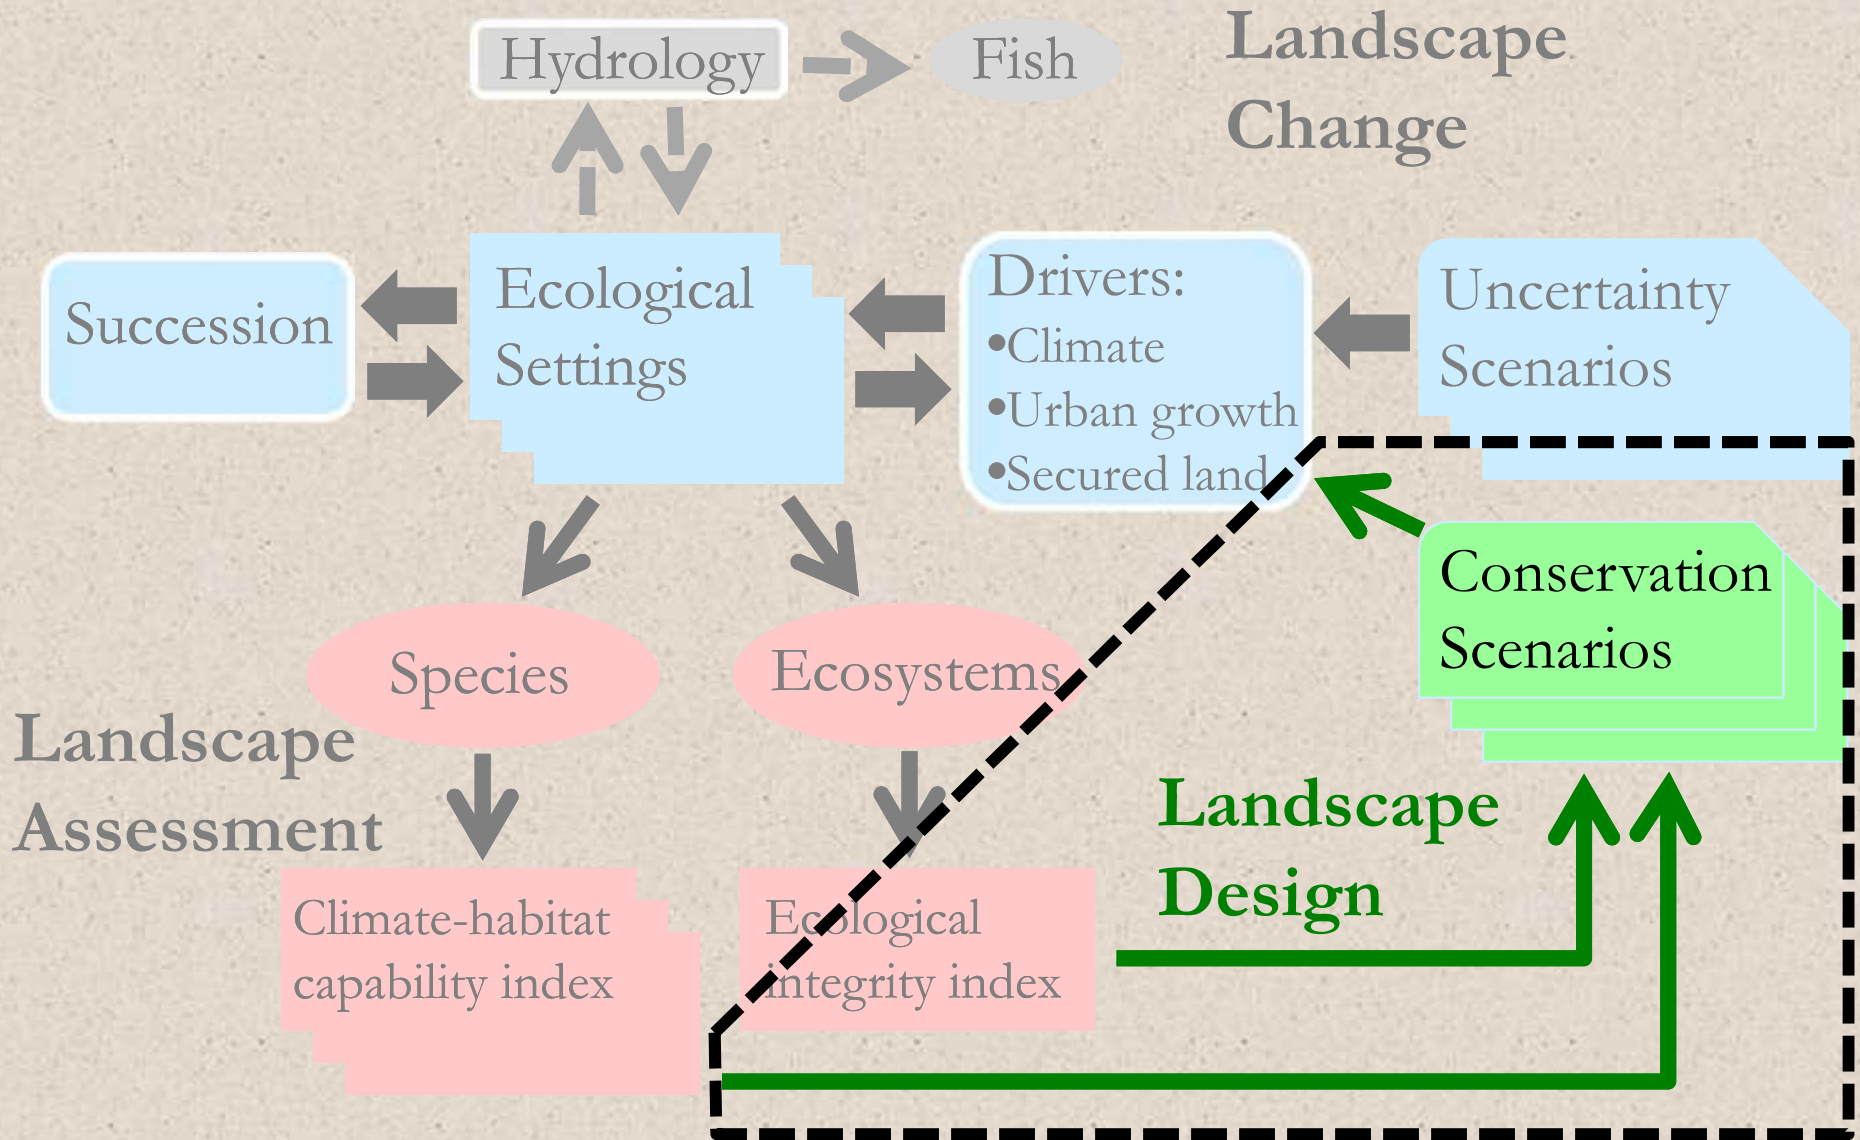 Hydrology
Fish
Landscape
Change
Succession
Ecological
Settings
Drivers:
•Climate
•Urban growth
•Secured land
Uncertainty
Scenarios
Conservation
Scenarios
Species
Ecosystems
Landscape
Assessment
Landscape
Design
Climate-habitat
capability index
Ecological
integrity index